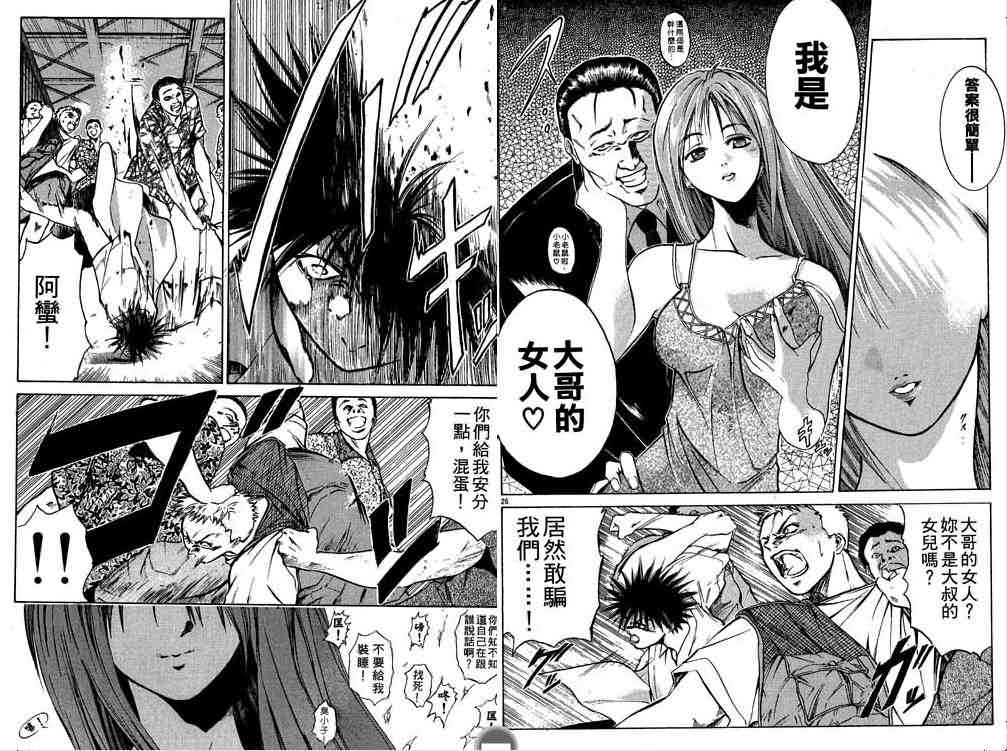 答案很簡單—
我是
這兩個是
幹什麼的
小老鼠啦，
小老鼠♡
大哥的
女人♡
26
大哥的女人？
妳不是大叔的
女兒嗎？
居然敢騙
我們……！
阿蠻！
你們給我安分
一點，混蛋！
!!
你們知不知
道自己在跟
誰說話啊？
找死！
不要給我
裝睡！
臭小子！